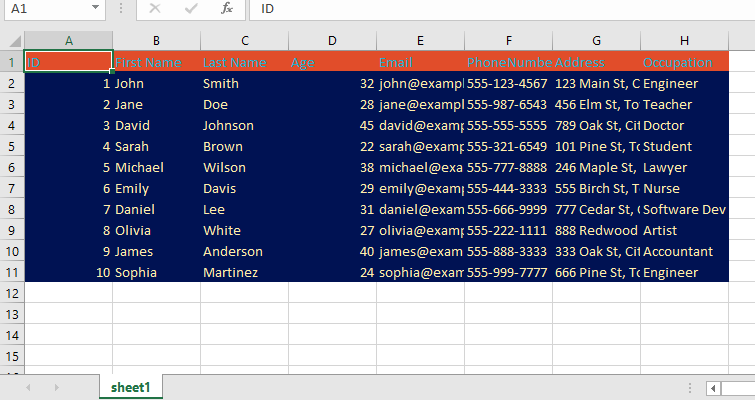 A1 fx ID
A B C D E F G H
1 ID First Name Last Name Age Email PhoneNumbe Address Occupation
2 1 John Smith 32 john@exampl 555-123-4567 123 Main St, C Engineer
3 2 Jane Doe 28 jane@exampl 555-987-6543 456 Elm St, To Teacher
4 3 David Johnson 45 david@examp 555-555-5555 789 Oak St, Cit Doctor
5 4 Sarah Brown 22 sarah@examp 555-321-6549 101 Pine St, To Student
6 5 Michael Wilson 38 michael@exa 555-777-8888 246 Maple St, Lawyer
7 6 Emily Davis 29 emily@examp 555-444-3333 555 Birch St, T Nurse
8 7 Daniel Lee 31 daniel@exam 555-666-9999 777 Cedar St, Software Dev
9 8 Olivia White 27 olivia@examp 555-222-1111 888 Redwood Artist
10 9 James Anderson 40 james@exam 555-888-3333 333 Oak St, Cit Accountant
11 10 Sophia Martinez 24 sophia@exam 555-999-7777 666 Pine St, To Engineer
12
13
14
15
sheet1